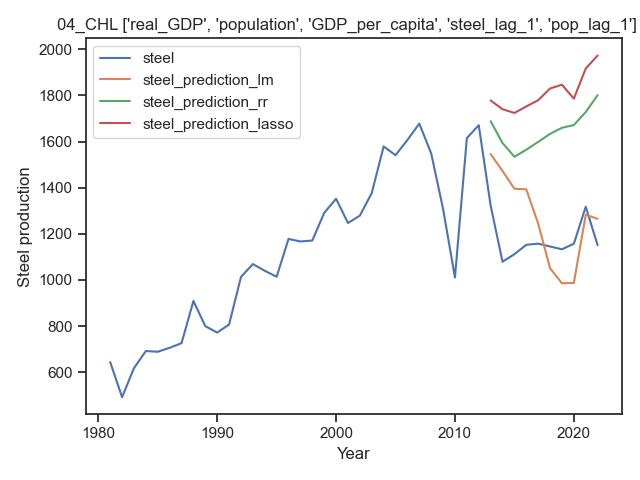 04_CHL ['real_GDP', 'population', 'GDP_per_capita', 'steel_lag_1', 'pop_lag_1']
steel
steel_prediction_lm
steel_prediction_rr
steel_prediction_lasso
Steel production
2000
1800
1600
1400
1200
1000
800
600
1980
1990
2000
2010
2020
Year